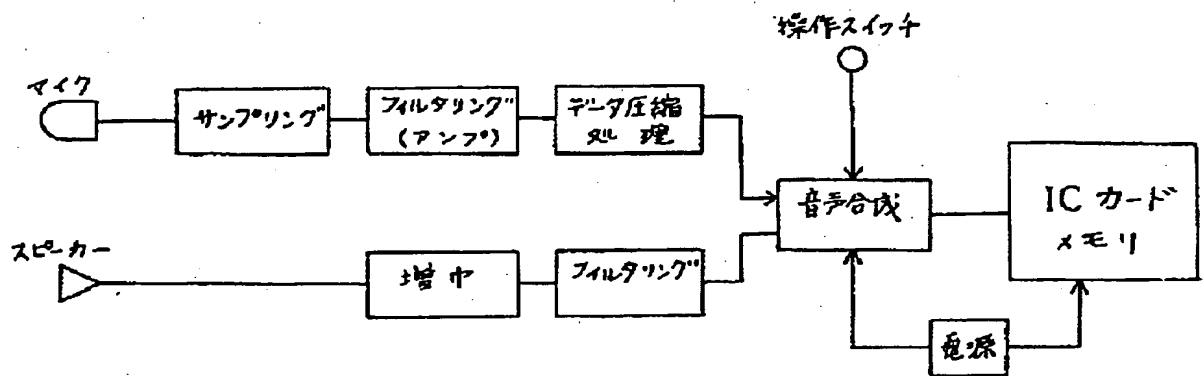 操作スイッチ
マイク
サンプリング
フィルタリング
(アンプ)
データ圧縮
処理
音声合成
ICカード
メモリ
スピーカー
増巾
フィルタリング
電源